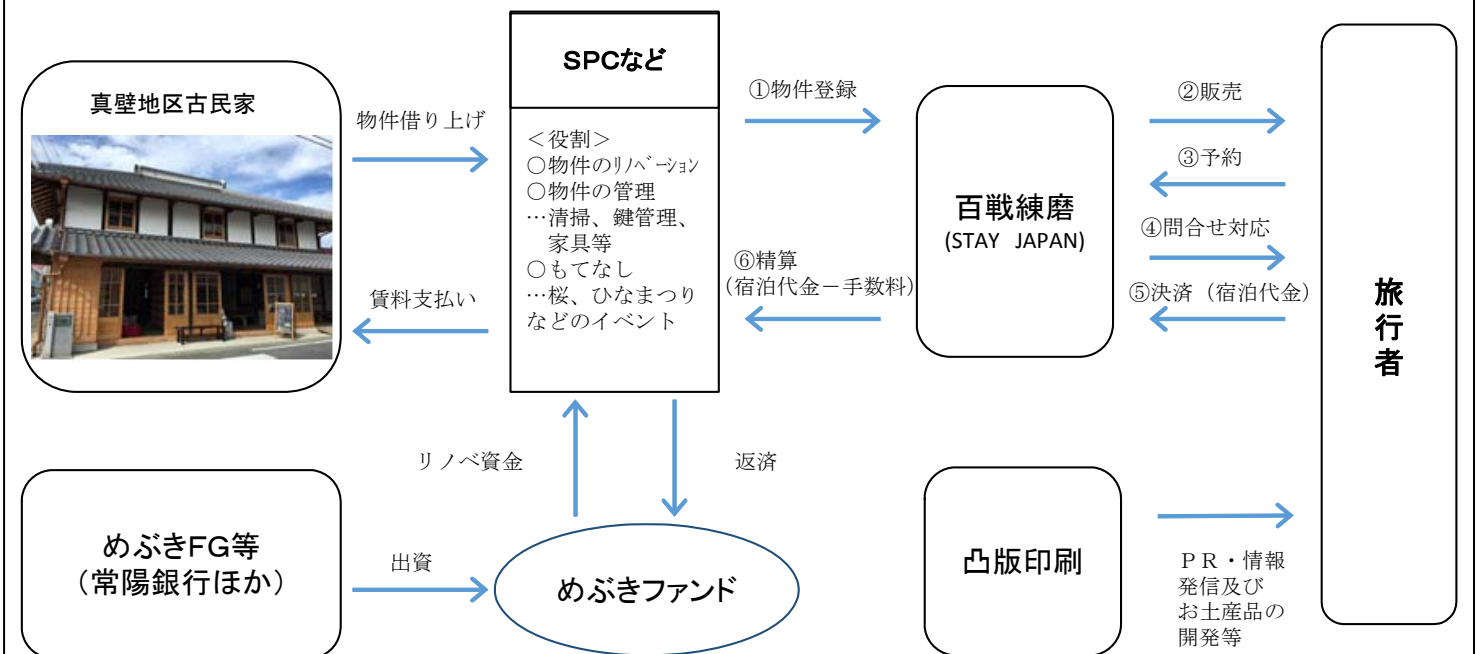 真壁地区古民家
物件借り上げ
賃料支払い
SPCなど
＜役割＞
○物件のﾘﾉﾍﾞｰｼｮﾝ
○物件の管理
…清掃、鍵管理、
家具等
○もてなし
…桜、ひなまつり
などのイベント
①物件登録
⑥精算
（宿泊代金－手数料）
百戦練磨
(STAY JAPAN)
②販売
③予約
④問合せ対応
⑤決済（宿泊代金）
旅行者
リノベ資金
返済
めぶきFG等
（常陽銀行ほか）
出資
めぶきファンド
凸版印刷
ＰＲ・情報
発信及び
お土産品の
開発等